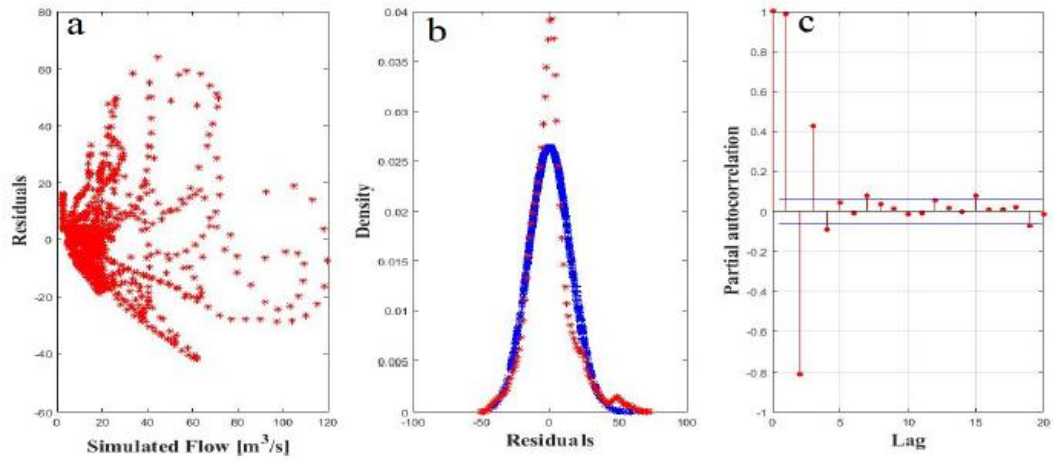 a
80
60
40
20
0
-20
-40
-60
0 20 40 60 80 100 120
Residuals
Simulated Flow [m³/s]
b
0.04
0.035
0.03
0.025
0.02
0.015
0.01
0.005
0
-100 -50 0 50 100
Density
Residuals
c
1
0.8
0.6
0.4
0.2
0
-0.2
-0.4
-0.6
-0.8
-1
0 5 10 15 20
Partial autocorrelation
Lag